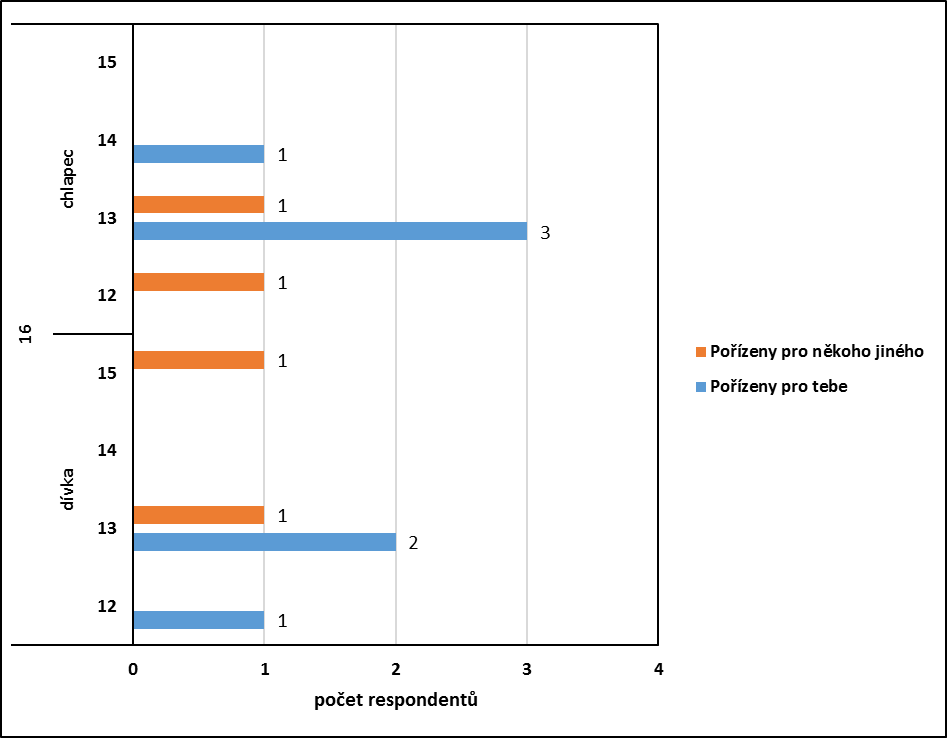 15
14
1
chlapec
1
13
3
1
12
16
1
15
14
dívka
1
13
2
12
1
0 1 2 3 4
počet respondentů
Pořízeny pro někoho jiného
Pořízeny pro tebe